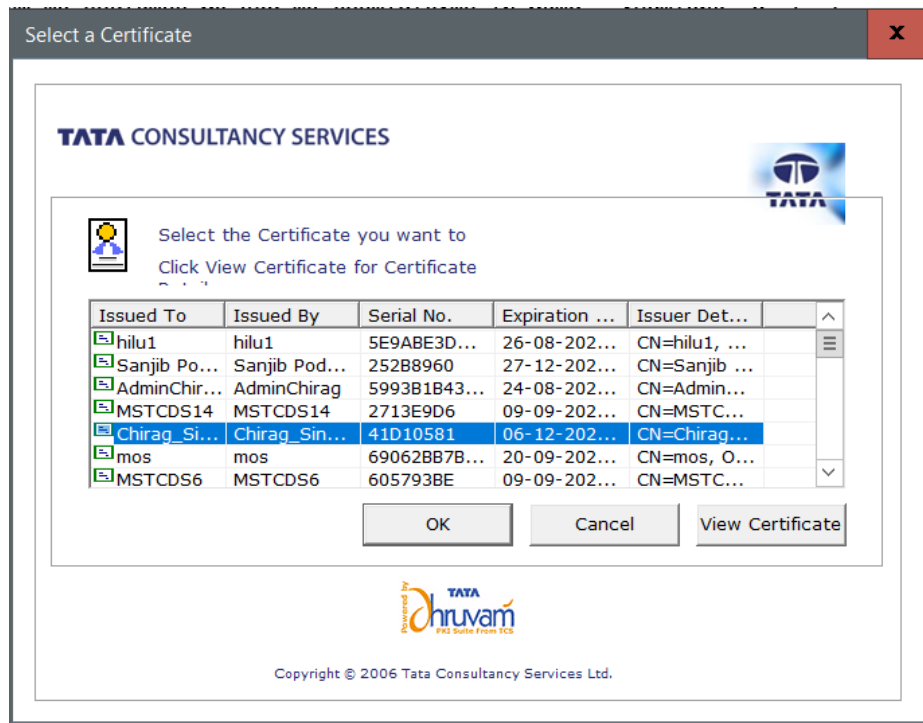 Select a Certificate x
TATA CONSULTANCY SERVICES
TATA
Select the Certificate you want to
Click View Certificate for Certificate
Issued To Issued By Serial No. Expiration ... Issuer Det...
hilu1 hilu1 5E9ABE3D... 26-08-202... CN=hilu1, ...
Sanjib Po... Sanjib Pod... 252B8960 27-12-202... CN=Sanjib ...
AdminChir... AdminChirag 5993B1B43... 24-08-202... CN=Admin...
MSTCDS14 MSTCDS14 2713E9D6 09-09-202... CN=MSTC...
Chirag_Si... Chirag_Sin... 41D10581 06-12-202... CN=Chirag...
mos mos 69062BB7B... 20-09-202... CN=mos, O...
MSTCDS6 MSTCDS6 605793BE 09-09-202... CN=MSTC...
OK Cancel View Certificate
Powered by TATA
Dhruvam
PKI Suite From TCS
Copyright © 2006 Tata Consultancy Services Ltd.